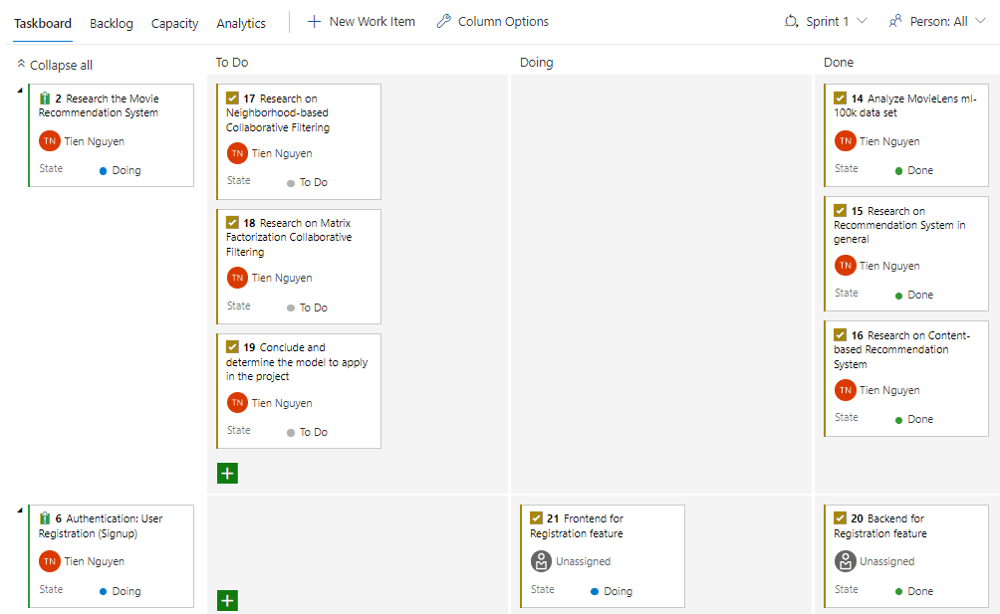 Taskboard Backlog Capacity Analytics New Work Item Column Options Sprint 1 Person: All
Collapse all To Do Doing Done
2 Research the Movie
Recommendation System
TN Tien Nguyen
State Doing
17 Research on
Neighborhood-based
Collaborative Filtering
TN Tien Nguyen
State To Do
18 Research on Matrix
Factorization Collaborative
Filtering
TN Tien Nguyen
State To Do
19 Conclude and
determine the model to apply
in the project
TN Tien Nguyen
State To Do
14 Analyze MovieLens ml-
100k data set
TN Tien Nguyen
State Done
15 Research on
Recommendation System in
general
TN Tien Nguyen
State Done
16 Research on Content-
based Recommendation
System
TN Tien Nguyen
State Done
6 Authentication: User
Registration (Signup)
TN Tien Nguyen
State Doing
21 Frontend for
Registration feature
Unassigned
State Doing
20 Backend for
Registration feature
Unassigned
State Done